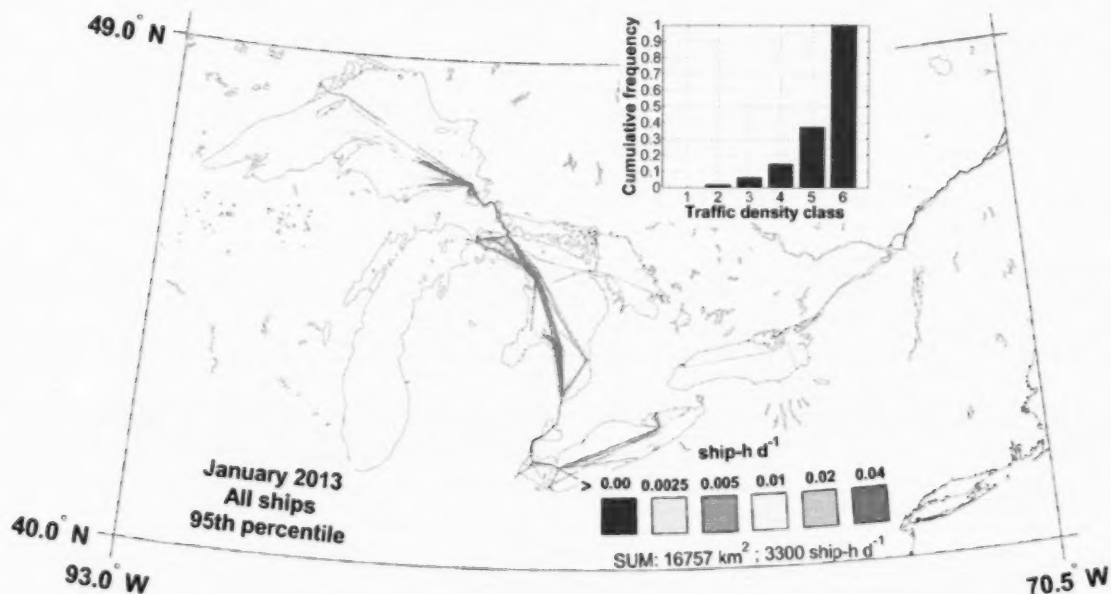 49.0° N
Cumulative frequency
1
0.9
0.8
0.7
0.6
0.5
0.4
0.3
0.2
0.1
0
1 2 3 4 5 6
Traffic density class
January 2013
All ships
95th percentile
ship-h d⁻¹
> 0.00 0.0025 0.005 0.01 0.02 0.04
SUM: 16757 km² ; 3300 ship-h d⁻¹
40.0° N
93.0° W
70.5° W